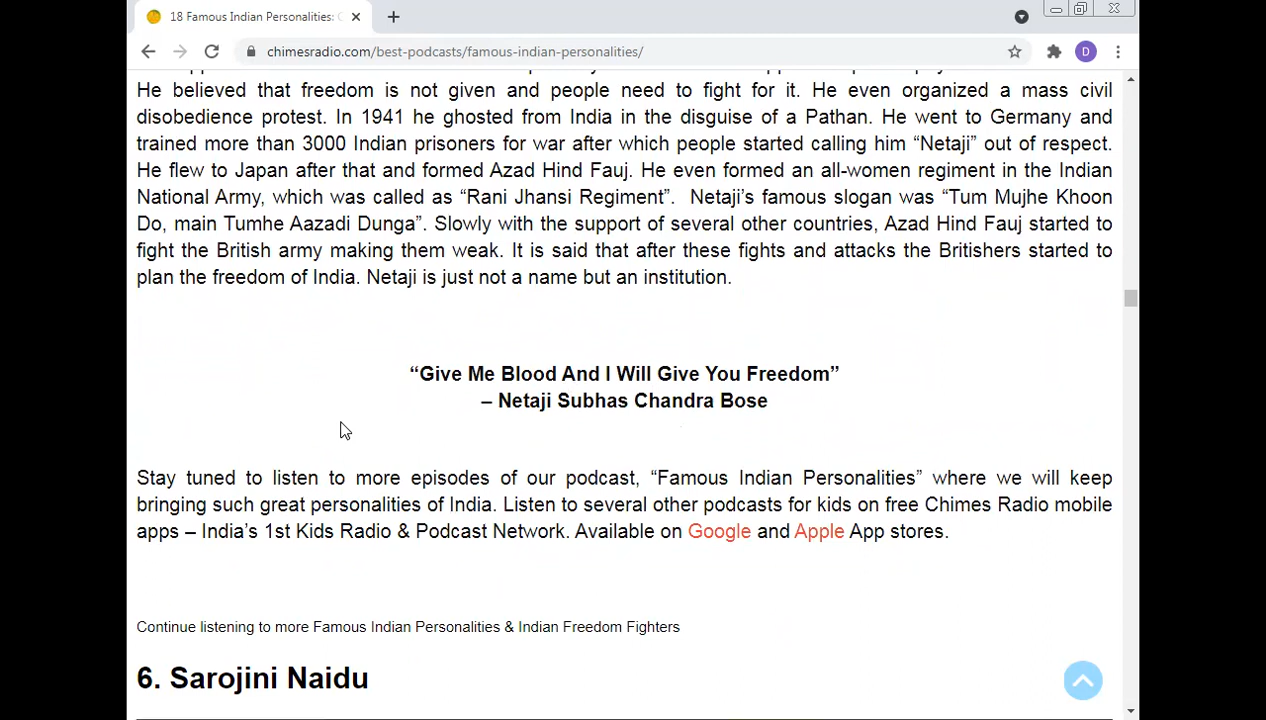 18 Famous Indian Personalities:
chimesradio.com/best-podcasts/famous-indian-personalities/
D
He believed that freedom is not given and people need to fight for it. He even organized a mass civil
disobedience protest. In 1941 he ghosted from India in the disguise of a Pathan. He went to Germany and
trained more than 3000 Indian prisoners for war after which people started calling him “Netaji” out of respect.
He flew to Japan after that and formed Azad Hind Fauj. He even formed an all-women regiment in the Indian
National Army, which was called as “Rani Jhansi Regiment”. Netaji’s famous slogan was “Tum Mujhe Khoon
Do, main Tumhe Aazadi Dunga”. Slowly with the support of several other countries, Azad Hind Fauj started to
fight the British army making them weak. It is said that after these fights and attacks the Britishers started to
plan the freedom of India. Netaji is just not a name but an institution.
“Give Me Blood And I Will Give You Freedom”
– Netaji Subhas Chandra Bose
Stay tuned to listen to more episodes of our podcast, “Famous Indian Personalities” where we will keep
bringing such great personalities of India. Listen to several other podcasts for kids on free Chimes Radio mobile
apps – India’s 1st Kids Radio & Podcast Network. Available on Google and Apple App stores.
Continue listening to more Famous Indian Personalities & Indian Freedom Fighters
6. Sarojini Naidu